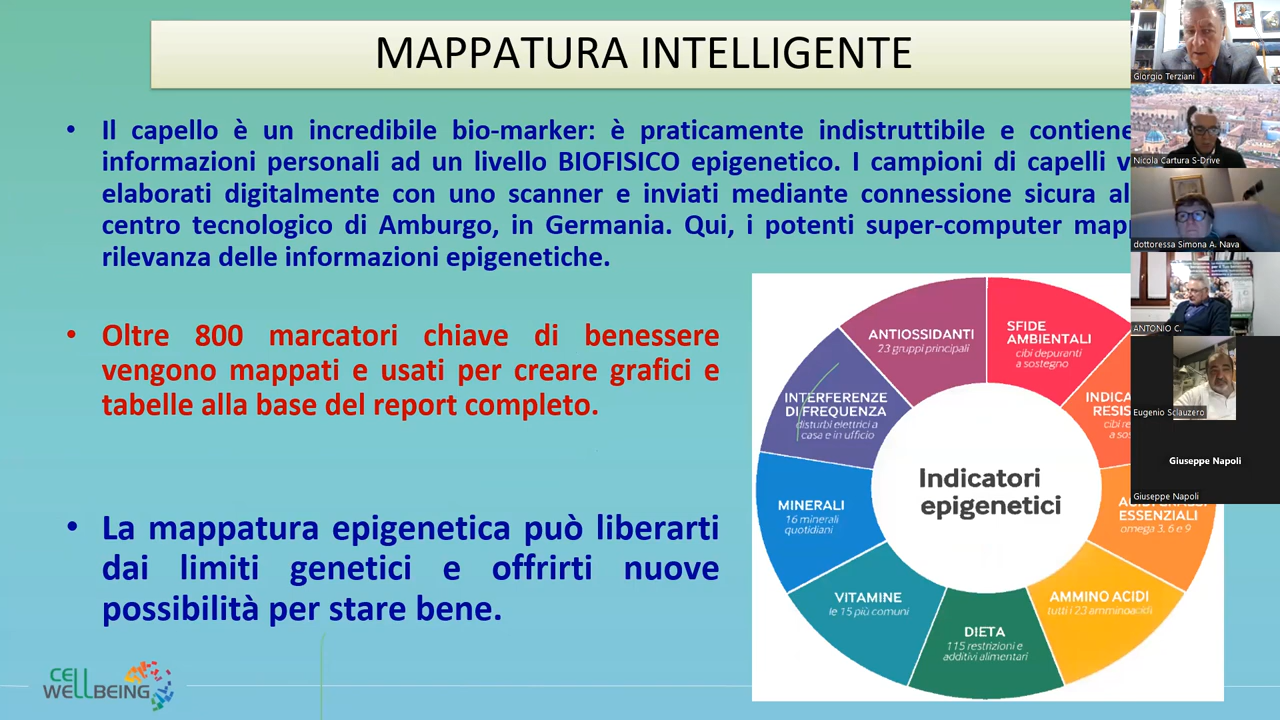 MAPPATURA INTELLIGENTE
• Il capello è un incredibile bio-marker: è praticamente indistruttibile e contiene
informazioni personali ad un livello BIOFISICO epigenetico. I campioni di capelli
elaborati digitalmente con uno scanner e inviati mediante connessione sicura
centro tecnologico di Amburgo, in Germania. Qui, i potenti super-computer
rilevanza delle informazioni epigenetiche.
• Oltre 800 marcatori chiave di benessere
vengono mappati e usati per creare grafici e
tabelle alla base del report completo.
• La mappatura epigenetica può liberarti
dai limiti genetici e offrirti nuove
possibilità per stare bene.
CELL
WELLBEING
ANTIOSSIDANTI
23 gruppi principali
SFIDE
AMBIENTALI
cibi depuranti
a sostegno
INTERFERENZE
DI FREQUENZA
disturbi elettrici a
casa e in ufficio
MINERALI
16 minerali
quotidiani
Indicatori
epigenetici
ESSENZIALI
omega 3, 6 e 9
VITAMINE
le 15 più comuni
AMMINO ACIDI
tutti i 23 amminoacidi
DIETA
115 restrizioni e
additivi alimentari
Giorgio Terziani
Nicola Cartura S-Drive
dottoressa Simona A. Nava
ANTONIO C.
Eugenio Sclauzero
Giuseppe Napoli
Giuseppe Napoli